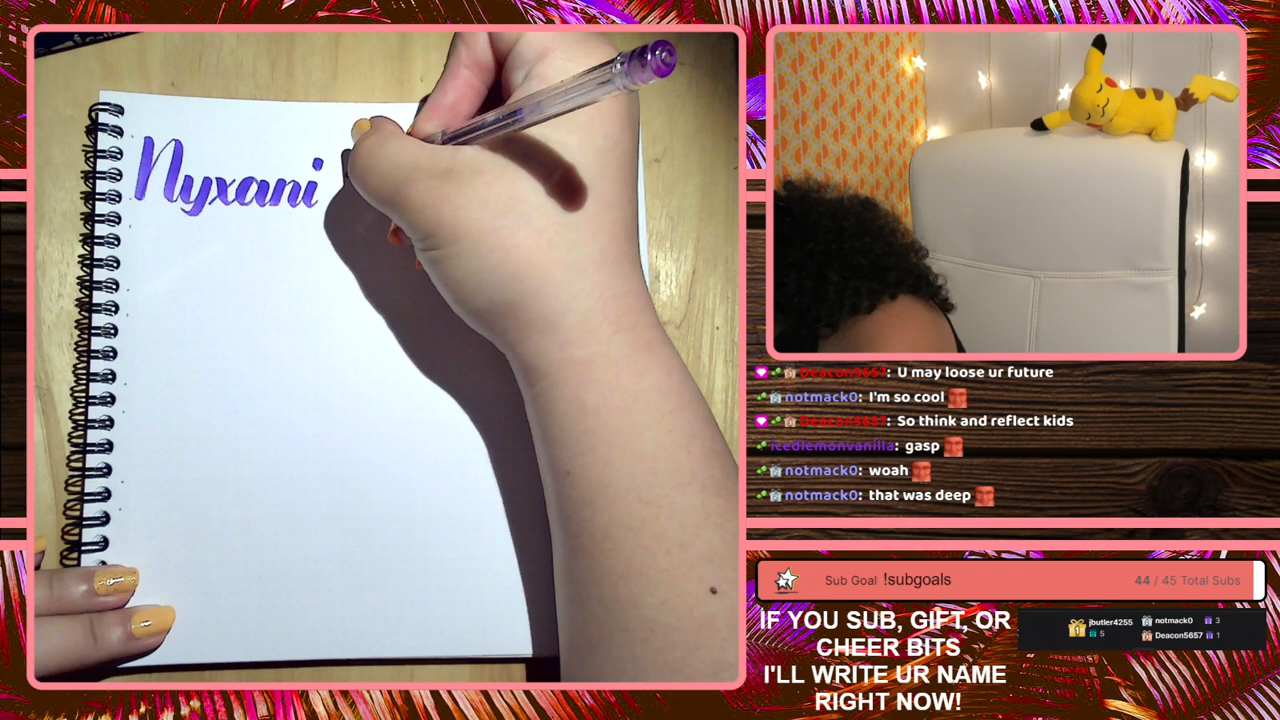 Nyxani
Deacon5657: U may loose ur future
notmack0: I'm so cool
Deacon5657: So think and reflect kids
icedlemonvanilla: gasp
notmack0: woah
notmack0: that was deep
Sub Goal !subgoals 44 / 45 Total Subs
IF YOU SUB, GIFT, OR
CHEER BITS
I'LL WRITE UR NAME
RIGHT NOW!
1 jbutler4255 5
notmack0 3
Deacon5657 1